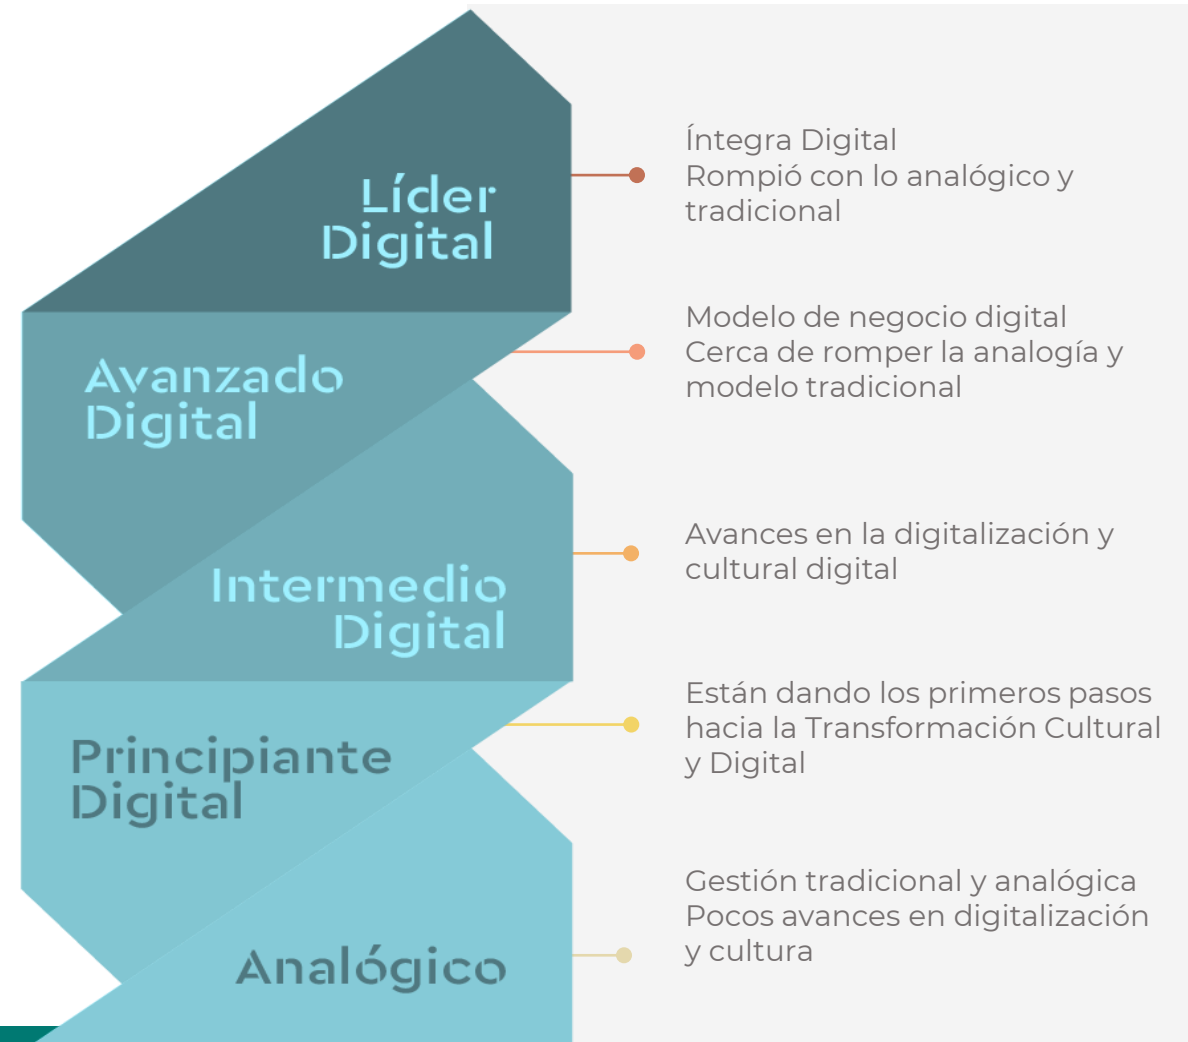 Líder
Digital
Íntegra Digital
Rompió con lo analógico y
tradicional
Avanzado
Digital
Modelo de negocio digital
Cerca de romper la analogía y
modelo tradicional
Intermedio
Digital
Avances en la digitalización y
cultural digital
Principiante
Digital
Están dando los primeros pasos
hacia la Transformación Cultural
y Digital
Analógico
Gestión tradicional y analógica
Pocos avances en digitalización
y cultura